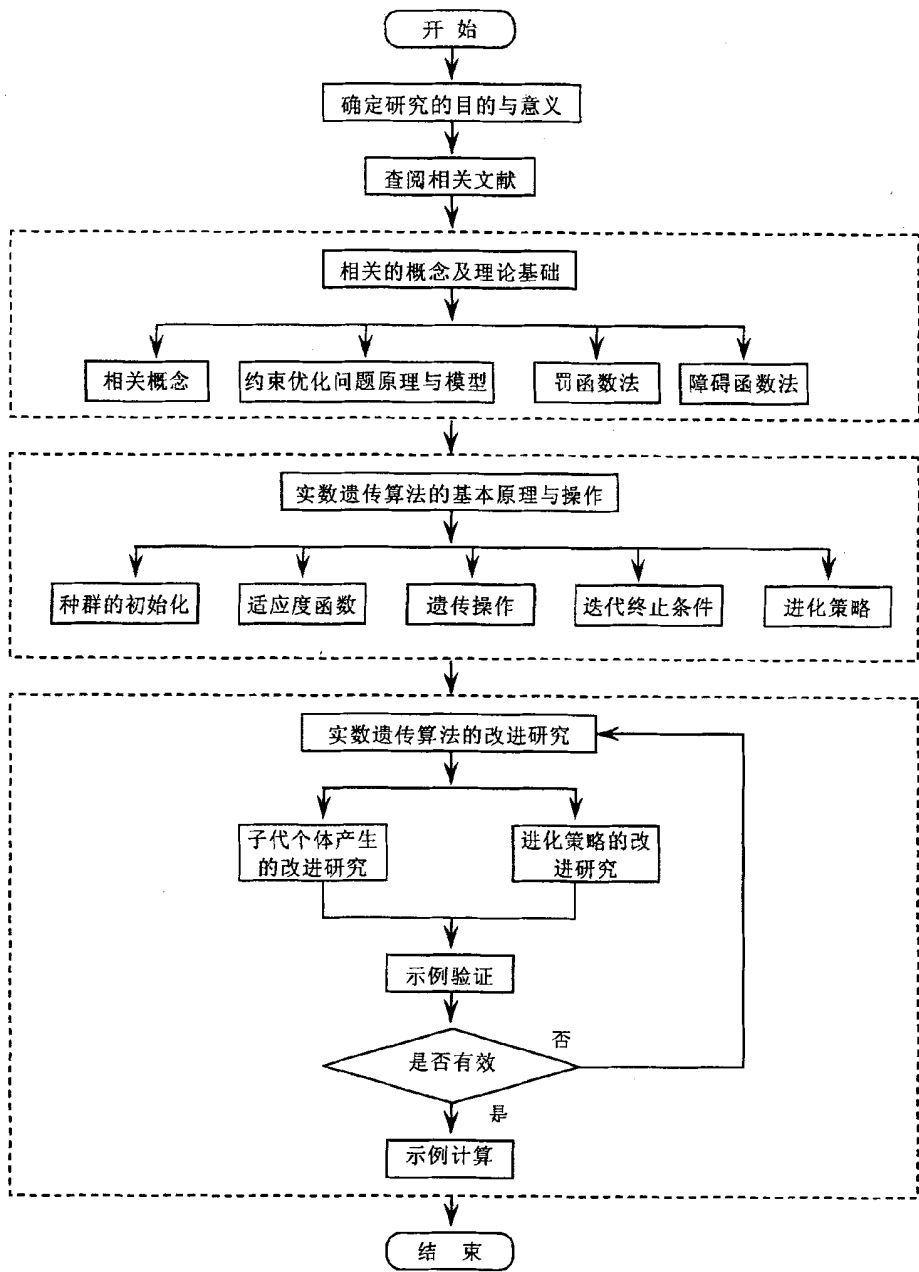 开 始
确定研究的目的与意义
查阅相关文献
相关的概念及理论基础
相关概念
约束优化问题原理与模型
罚函数法
障碍函数法
实数遗传算法的基本原理与操作
种群的初始化
适应度函数
遗传操作
迭代终止条件
进化策略
实数遗传算法的改进研究
子代个体产生
的改进研究
进化策略的改
进研究
示例验证
是否有效
否
是
示例计算
结 束